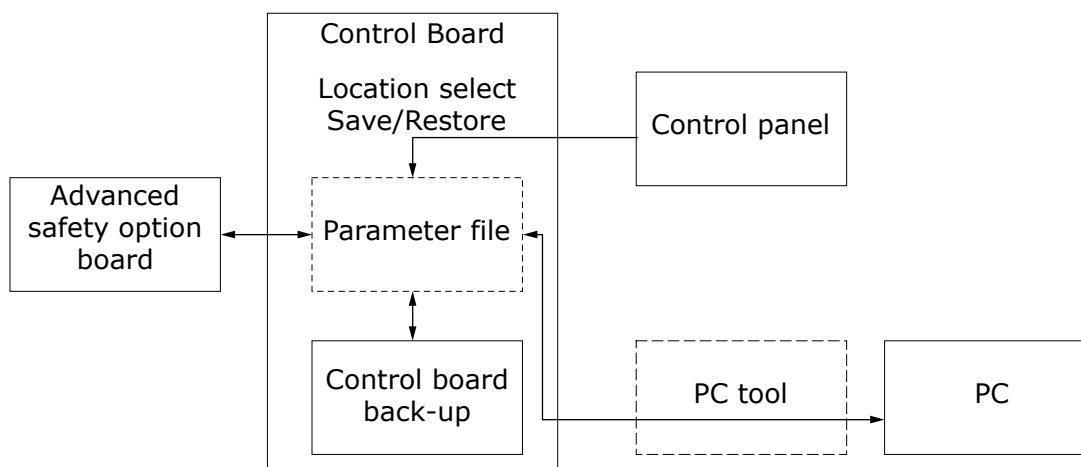 Control Board
Location select
Save/Restore
Control panel
Advanced
safety option
board
Parameter file
Control board
back-up
PC tool
PC